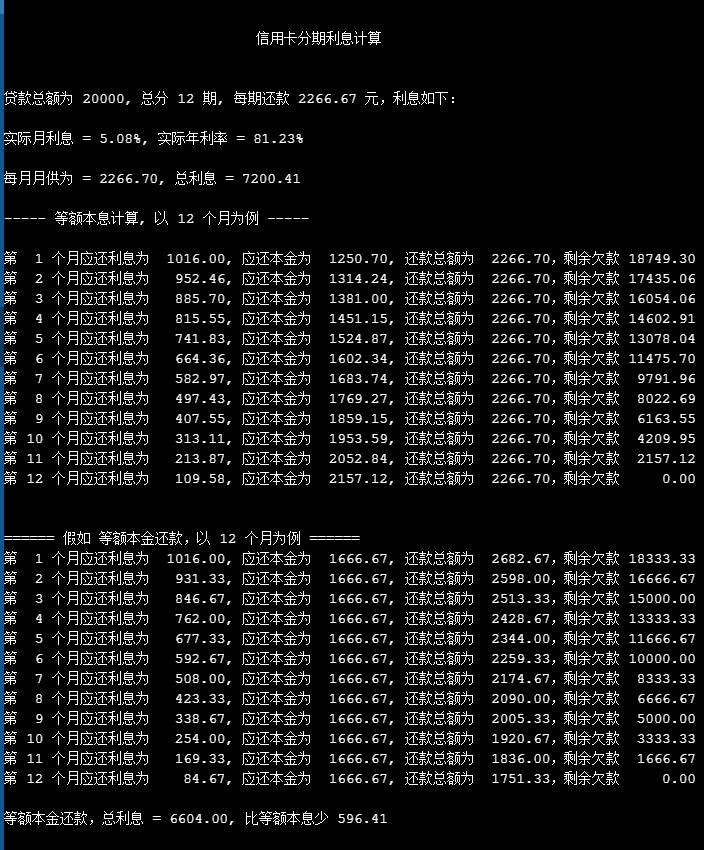 信用卡分期利息计算
贷款总额为 20000, 总分 12 期, 每期还款 2266.67 元, 利息如下:
实际月利息 = 5.08%, 实际年利率 = 81.23%
每月月供为 = 2266.70, 总利息 = 7200.41
----- 等额本息计算, 以 12 个月为例 -----
第 1 个月应还利息为 1016.00, 应还本金为 1250.70, 还款总额为 2266.70, 剩余欠款 18749.30
第 2 个月应还利息为 952.46, 应还本金为 1314.24, 还款总额为 2266.70, 剩余欠款 17435.06
第 3 个月应还利息为 885.70, 应还本金为 1381.00, 还款总额为 2266.70, 剩余欠款 16054.06
第 4 个月应还利息为 815.55, 应还本金为 1451.15, 还款总额为 2266.70, 剩余欠款 14602.91
第 5 个月应还利息为 741.83, 应还本金为 1524.87, 还款总额为 2266.70, 剩余欠款 13078.04
第 6 个月应还利息为 664.36, 应还本金为 1602.34, 还款总额为 2266.70, 剩余欠款 11475.70
第 7 个月应还利息为 582.97, 应还本金为 1683.74, 还款总额为 2266.70, 剩余欠款 9791.96
第 8 个月应还利息为 497.43, 应还本金为 1769.27, 还款总额为 2266.70, 剩余欠款 8022.69
第 9 个月应还利息为 407.55, 应还本金为 1859.15, 还款总额为 2266.70, 剩余欠款 6163.55
第 10 个月应还利息为 313.11, 应还本金为 1953.59, 还款总额为 2266.70, 剩余欠款 4209.95
第 11 个月应还利息为 213.87, 应还本金为 2052.84, 还款总额为 2266.70, 剩余欠款 2157.12
第 12 个月应还利息为 109.58, 应还本金为 2157.12, 还款总额为 2266.70, 剩余欠款 0.00
====== 假如 等额本金还款, 以 12 个月为例 ======
第 1 个月应还利息为 1016.00, 应还本金为 1666.67, 还款总额为 2682.67, 剩余欠款 18333.33
第 2 个月应还利息为 931.33, 应还本金为 1666.67, 还款总额为 2598.00, 剩余欠款 16666.67
第 3 个月应还利息为 846.67, 应还本金为 1666.67, 还款总额为 2513.33, 剩余欠款 15000.00
第 4 个月应还利息为 762.00, 应还本金为 1666.67, 还款总额为 2428.67, 剩余欠款 13333.33
第 5 个月应还利息为 677.33, 应还本金为 1666.67, 还款总额为 2344.00, 剩余欠款 11666.67
第 6 个月应还利息为 592.67, 应还本金为 1666.67, 还款总额为 2259.33, 剩余欠款 10000.00
第 7 个月应还利息为 508.00, 应还本金为 1666.67, 还款总额为 2174.67, 剩余欠款 8333.33
第 8 个月应还利息为 423.33, 应还本金为 1666.67, 还款总额为 2090.00, 剩余欠款 6666.67
第 9 个月应还利息为 338.67, 应还本金为 1666.67, 还款总额为 2005.33, 剩余欠款 5000.00
第 10 个月应还利息为 254.00, 应还本金为 1666.67, 还款总额为 1920.67, 剩余欠款 3333.33
第 11 个月应还利息为 169.33, 应还本金为 1666.67, 还款总额为 1836.00, 剩余欠款 1666.67
第 12 个月应还利息为 84.67, 应还本金为 1666.67, 还款总额为 1751.33, 剩余欠款 0.00
等额本金还款, 总利息 = 6604.00, 比等额本息少 596.41